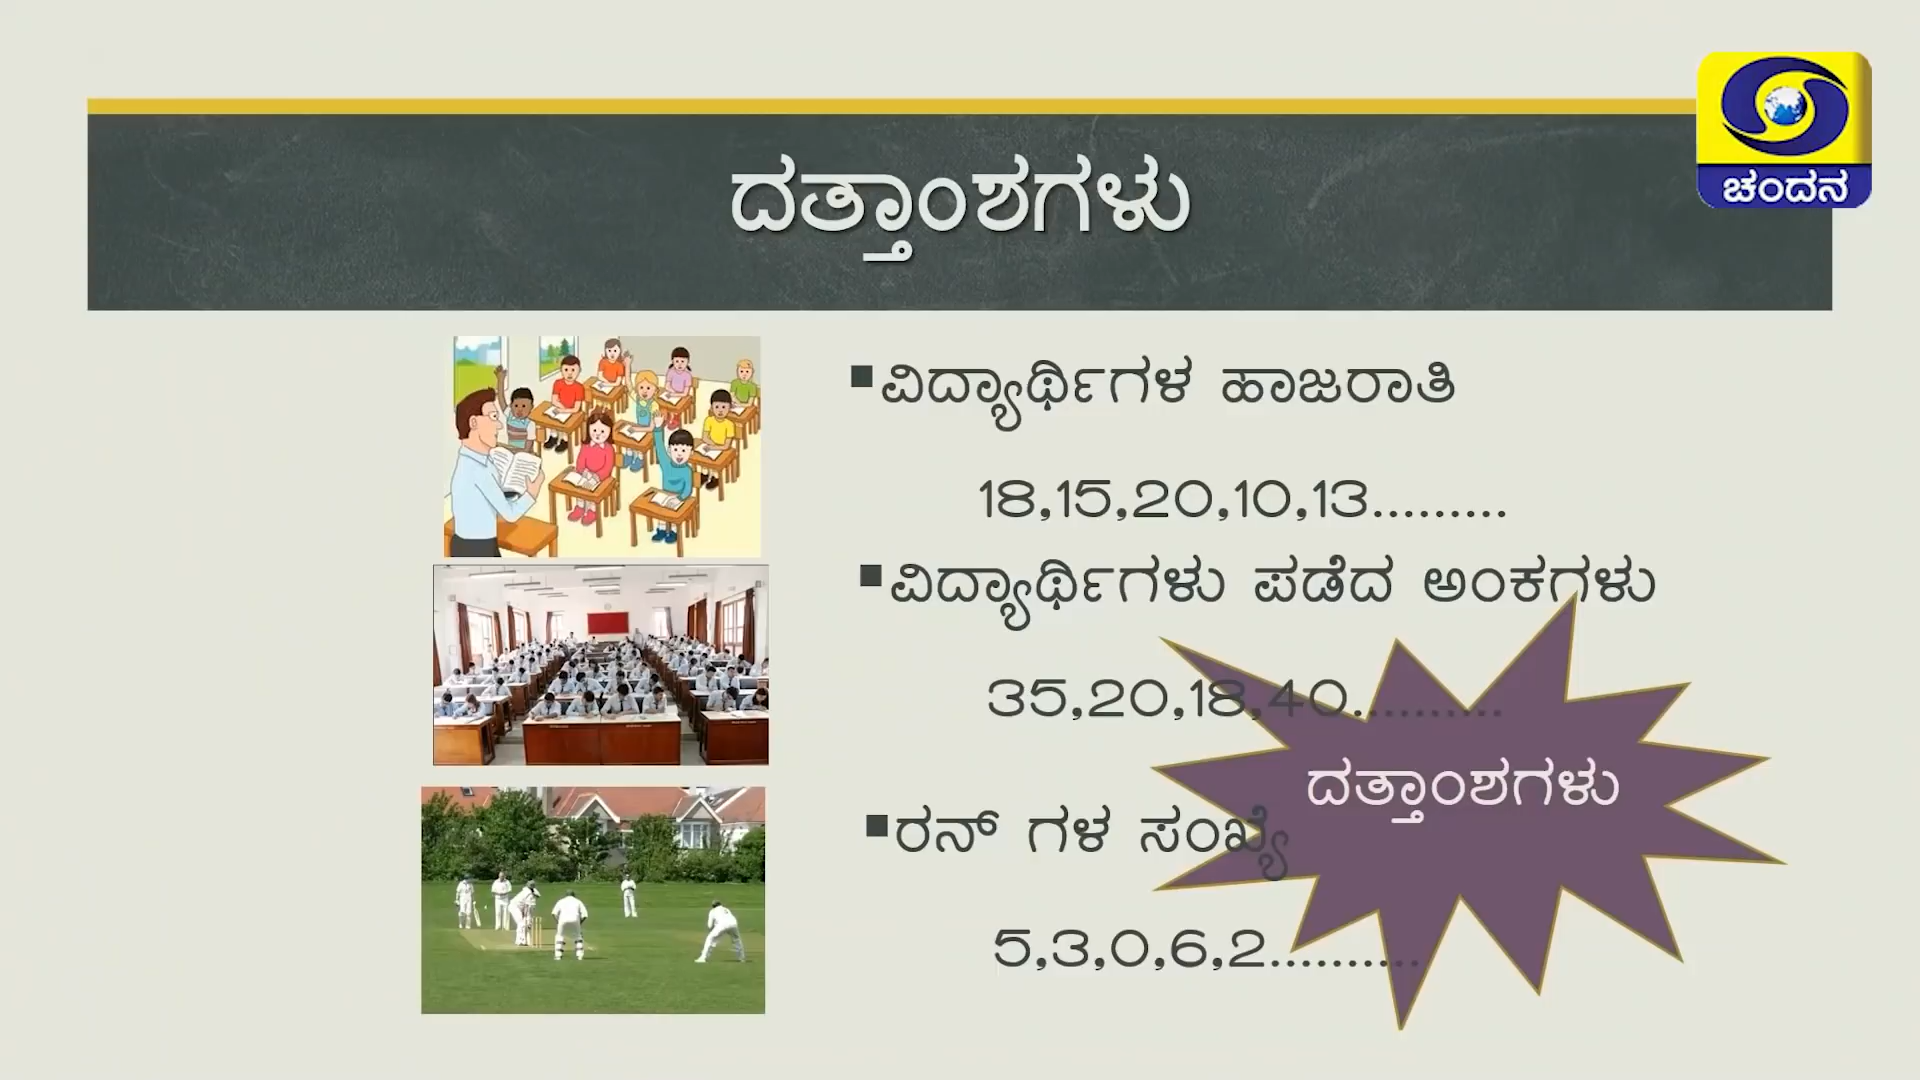 ಚಂದನ
ದತ್ತಾಂಶಗಳು
▪ವಿದ್ಯಾರ್ಥಿಗಳ ಹಾಜರಾತಿ
18,15,20,10,13.........
▪ವಿದ್ಯಾರ್ಥಿಗಳು ಪಡೆದ ಅಂಕಗಳು
35,20,18,40..........
ದತ್ತಾಂಶಗಳು
▪ರನ್ ಗಳ ಸಂಖ್ಯೆ
5,3,0,6,2..........